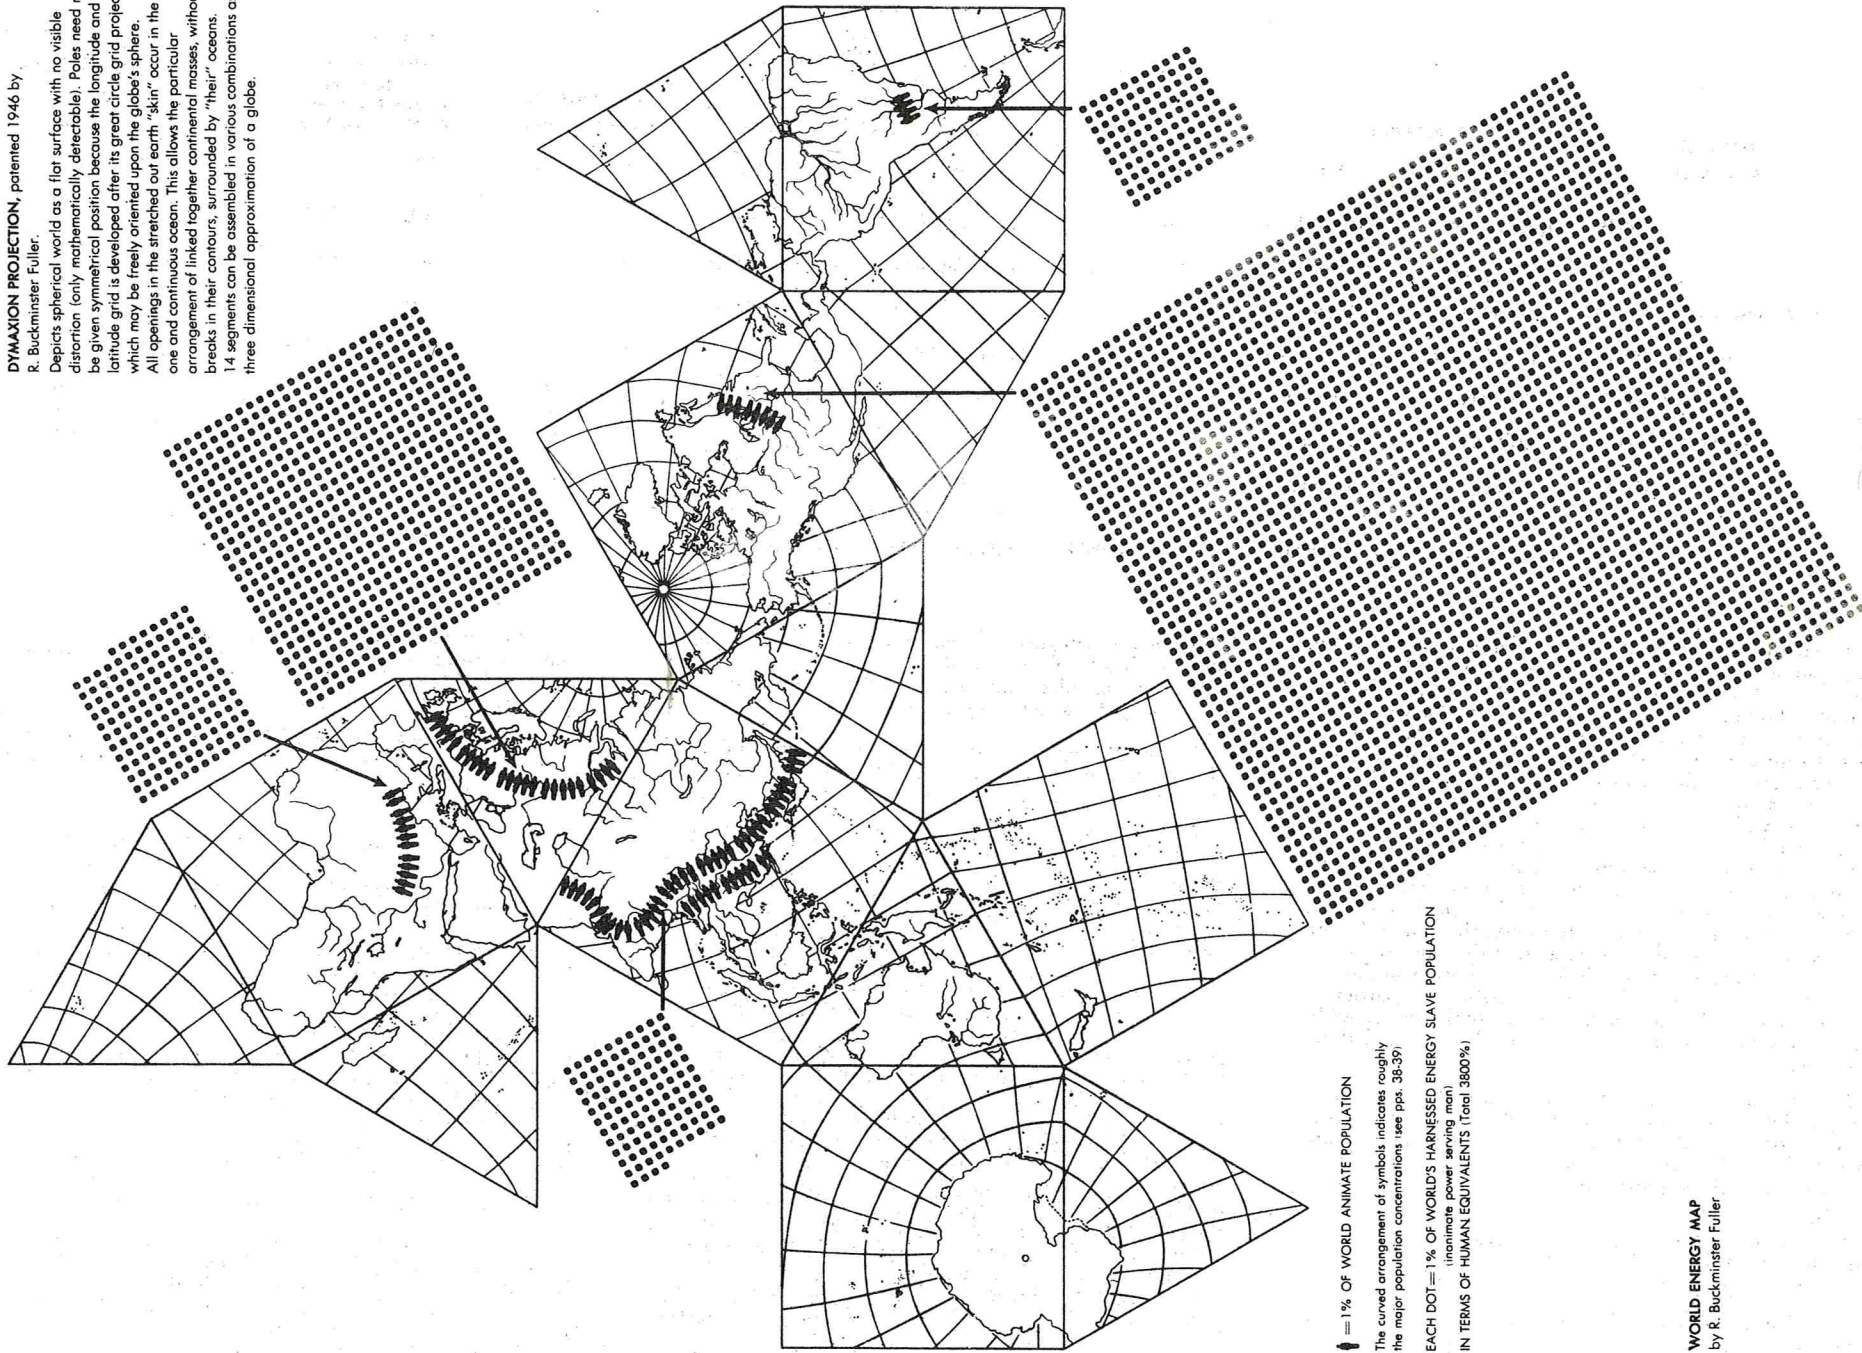 DYMAXION PROJECTION, patented 1946 by
R. Buckminster Fuller.
Depicts spherical world as a flat surface with no visible
distortion (only mathematically detectable). Poles need
be given symmetrical position because the longitude and
latitude grid is developed after its great circle grid
which may be freely oriented upon the globe's sphere.
All openings in the stretched out earth "skin" occur in the
one and continuous ocean. This allows the particular
arrangement of linked together continental masses,
breaks in their contours, surrounded by "their" oceans.
14 segments can be assembled in various combinations
three dimensional approximation of a globe.
= 1% OF WORLD ANIMATE POPULATION
The curved arrangement of symbols indicates roughly
the major population concentrations (see pps. 38-39)
EACH DOT = 1% OF WORLD'S HARNESSED ENERGY SLAVE POPULATION
(inanimate power serving man)
IN TERMS OF HUMAN EQUIVALENTS (Total 3800%)
WORLD ENERGY MAP
by R. Buckminster Fuller